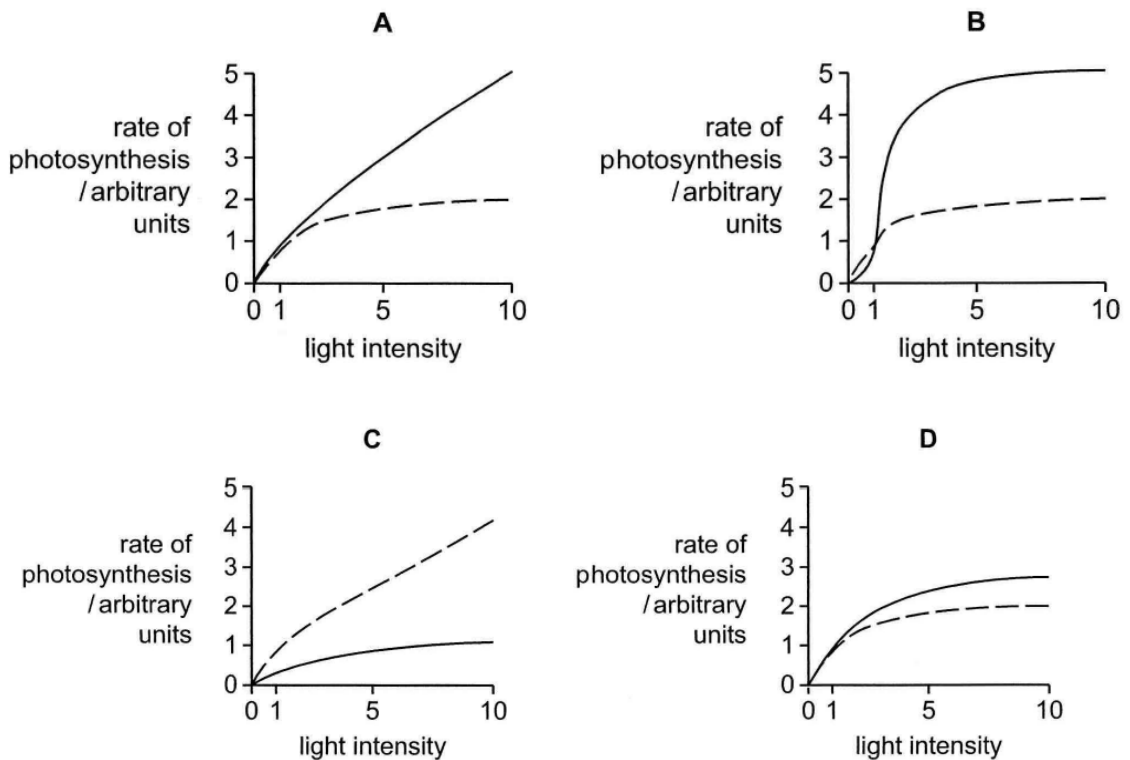 A
5
4
3
2
1
0
rate of
photosynthesis
/ arbitrary
units
0 1 5 10
light intensity
B
5
4
3
2
1
0
rate of
photosynthesis
/ arbitrary
units
0 1 5 10
light intensity
C
5
4
3
2
1
0
rate of
photosynthesis
/ arbitrary
units
0 1 5 10
light intensity
D
5
4
3
2
1
0
rate of
photosynthesis
/ arbitrary
units
0 1 5 10
light intensity